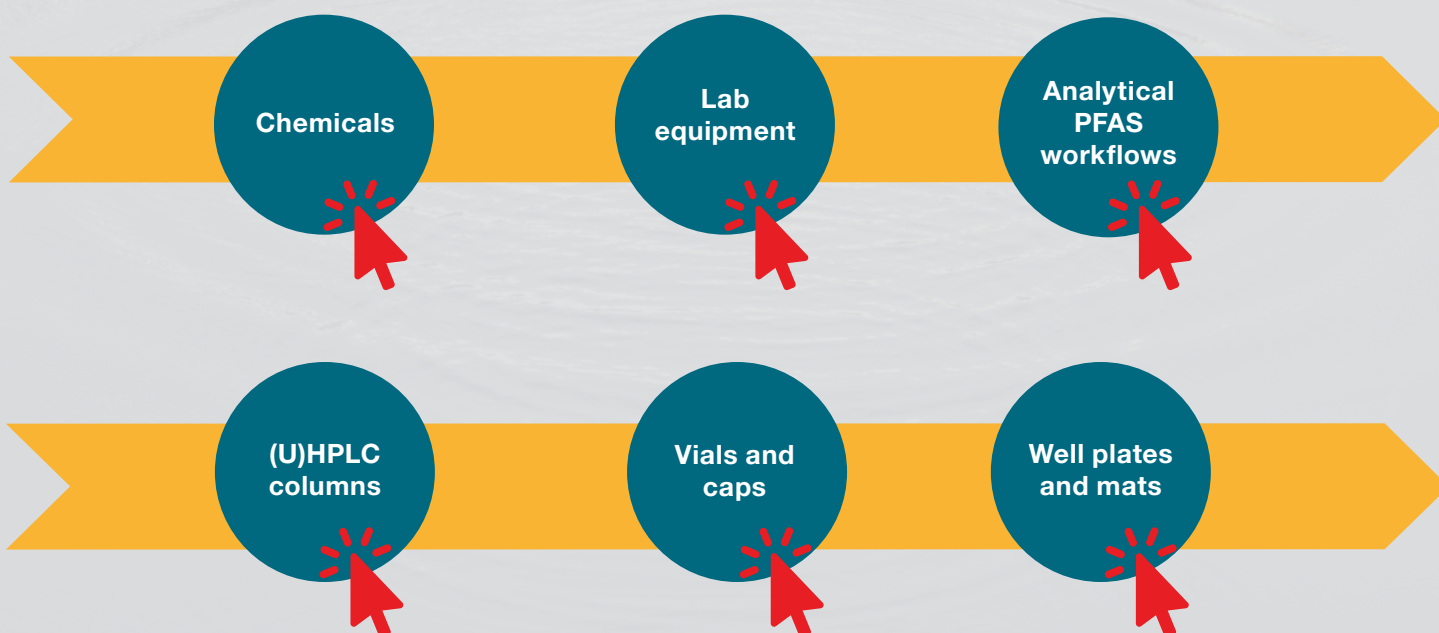 Chemicals
Lab
equipment
Analytical
PFAS
workflows
(U)HPLC
columns
Vials and
caps
Well plates
and mats